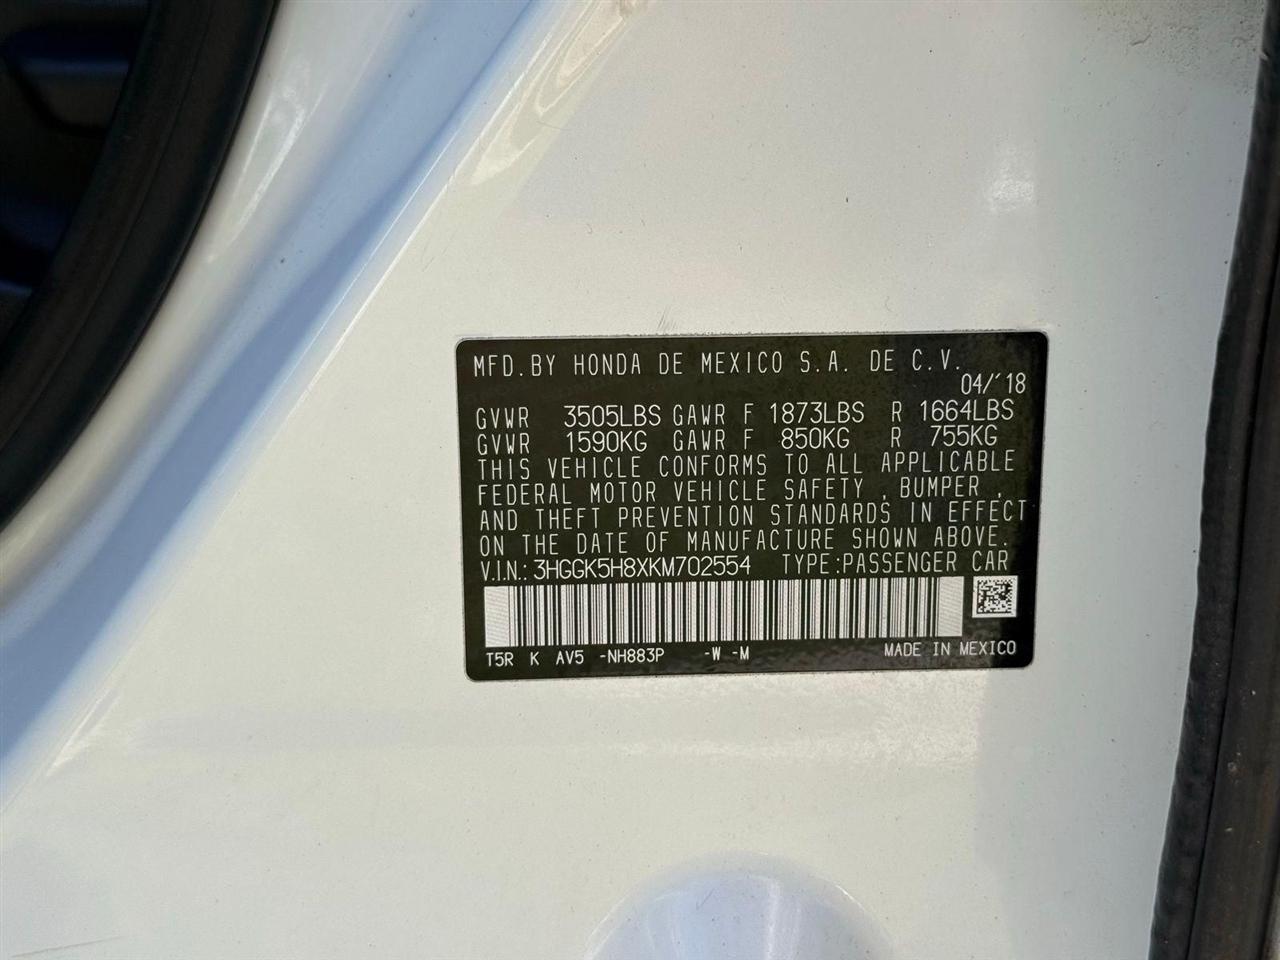 MFD.BY HONDA DE MEXICO S.A. DE C.V.
04/'18
GVWR 3505LBS GAWR F 1873LBS R 1664LBS
GVWR 1590KG GAWR F 850KG R 755KG
THIS VEHICLE CONFORMS TO ALL APPLICABLE
FEDERAL MOTOR VEHICLE SAFETY , BUMPER ,
AND THEFT PREVENTION STANDARDS IN EFFECT
ON THE DATE OF MANUFACTURE SHOWN ABOVE.
V.I.N.: 3HGGK5H8XKM702554 TYPE:PASSENGER CAR
T5R K AV5 -NH883P -W -M MADE IN MEXICO